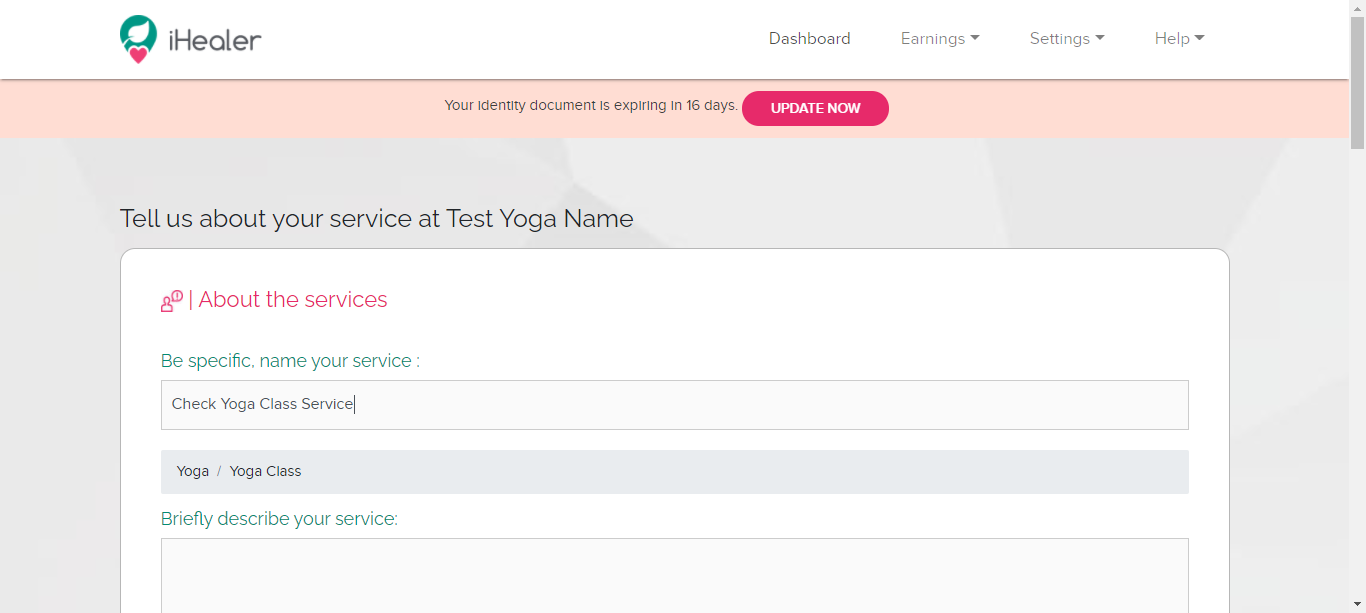 iHealer
Dashboard Earnings Settings Help
Your identity document is expiring in 16 days. UPDATE NOW
Tell us about your service at Test Yoga Name
| About the services
Be specific, name your service :
Check Yoga Class Service
Yoga / Yoga Class
Briefly describe your service: